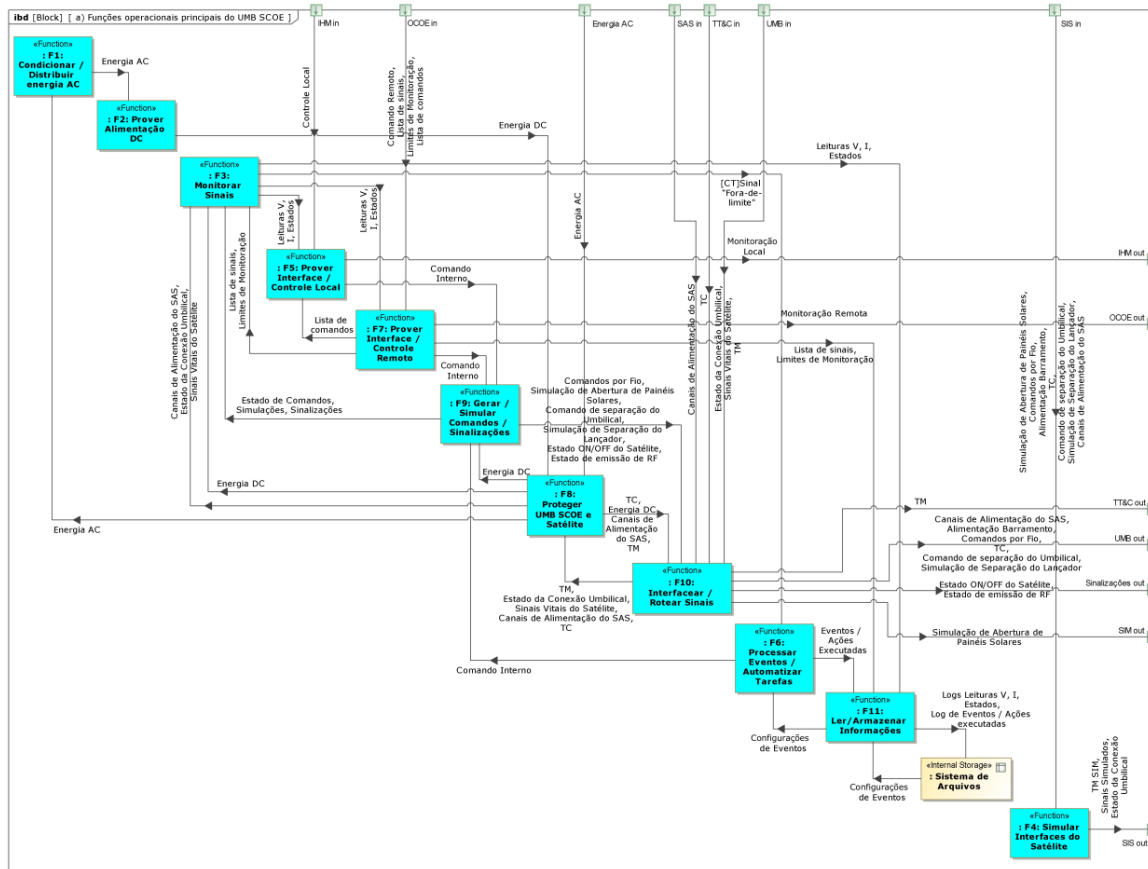 ibd [Block] [ a) Funções operacionais principais do UMB SCOE ]
IHM in
OCOE in
Energia AC
SAS in
TT&C in
UMB in
SIS in
«Function»
: F1:
Condicionar /
Distribuir
energia AC
Energia AC
«Function»
: F2: Prover
Alimentação
DC
Energia DC
Controle Local
Comando Remoto,
Lista de sinais,
Limites de Monitoração,
Lista de comandos
Energia AC
Leituras V, I,
Estados
[CT]Sinal
"Fora-de-
limite"
«Function»
: F3:
Monitorar
Sinais
Leituras V,
I, Estados
Leituras V,
I, Estados
Lista de sinais,
Limites de Monitoração
Canais de Alimentação do SAS,
Estado da Conexão Umbilical,
Sinais Vitais do Satélite
«Function»
: F5: Prover
Interface /
Controle Local
Monitoração
Local
IHM out
Comando
Interno
Lista de
comandos
«Function»
: F7: Prover
Interface /
Controle
Remoto
Monitoração Remota
OCOE out
Lista de sinais,
Limites de Monitoração
Comando
Interno
Canais de Alimentação do SAS
TC
Estado da Conexão Umbilical,
Sinais Vitais do Satélite,
TM
Simulação de Abertura de Painéis Solares,
Comandos por Fio,
Alimentação Barramento,
TC,
Comando de separação do Umbilical,
Simulação de Separação do Lançador,
Canais de Alimentação do SAS
«Function»
: F9: Gerar /
Simular
Comandos /
Sinalizações
Estado de Comandos,
Simulações, Sinalizações
Comandos por Fio,
Simulação de Abertura de Painéis
Solares,
Comando de separação do
Umbilical,
Simulação de Separação do
Lançador,
Estado ON/OFF do Satélite,
Estado de emissão de RF
Energia DC
Energia DC
Energia AC
«Function»
: F8:
Proteger
UMB SCOE e
Satélite
TC,
Energia DC
Canais de
Alimentação
do SAS,
TM
TM
TT&C out
Canais de Alimentação do SAS,
Alimentação Barramento,
Comandos por Fio,
TC,
Comando de separação do Umbilical,
Simulação de Separação do Lançador
UMB out
«Function»
: F10:
Interfacear /
Rotear Sinais
TM,
Estado da Conexão Umbilical,
Sinais Vitais do Satélite,
Canais de Alimentação do SAS,
TC
Estado ON/OFF do Satélite,
Estado de emissão de RF
Sinalizações out
Simulação de Abertura de
Painéis Solares
SIM out
«Function»
: F6:
Processar
Eventos /
Automatizar
Tarefas
Comando Interno
Eventos /
Ações
Executadas
«Function»
: F11:
Ler/Armazenar
Informações
Configurações
de Eventos
Logs Leituras V, I,
Estados,
Log de Eventos / Ações
executadas
«Internal Storage»
: Sistema de
Arquivos
Configurações
de Eventos
«Function»
: F4: Simular
Interfaces do
Satélite
TM SIM,
Sinais Simulados,
Estado da Conexão
Umbilical
SIS out